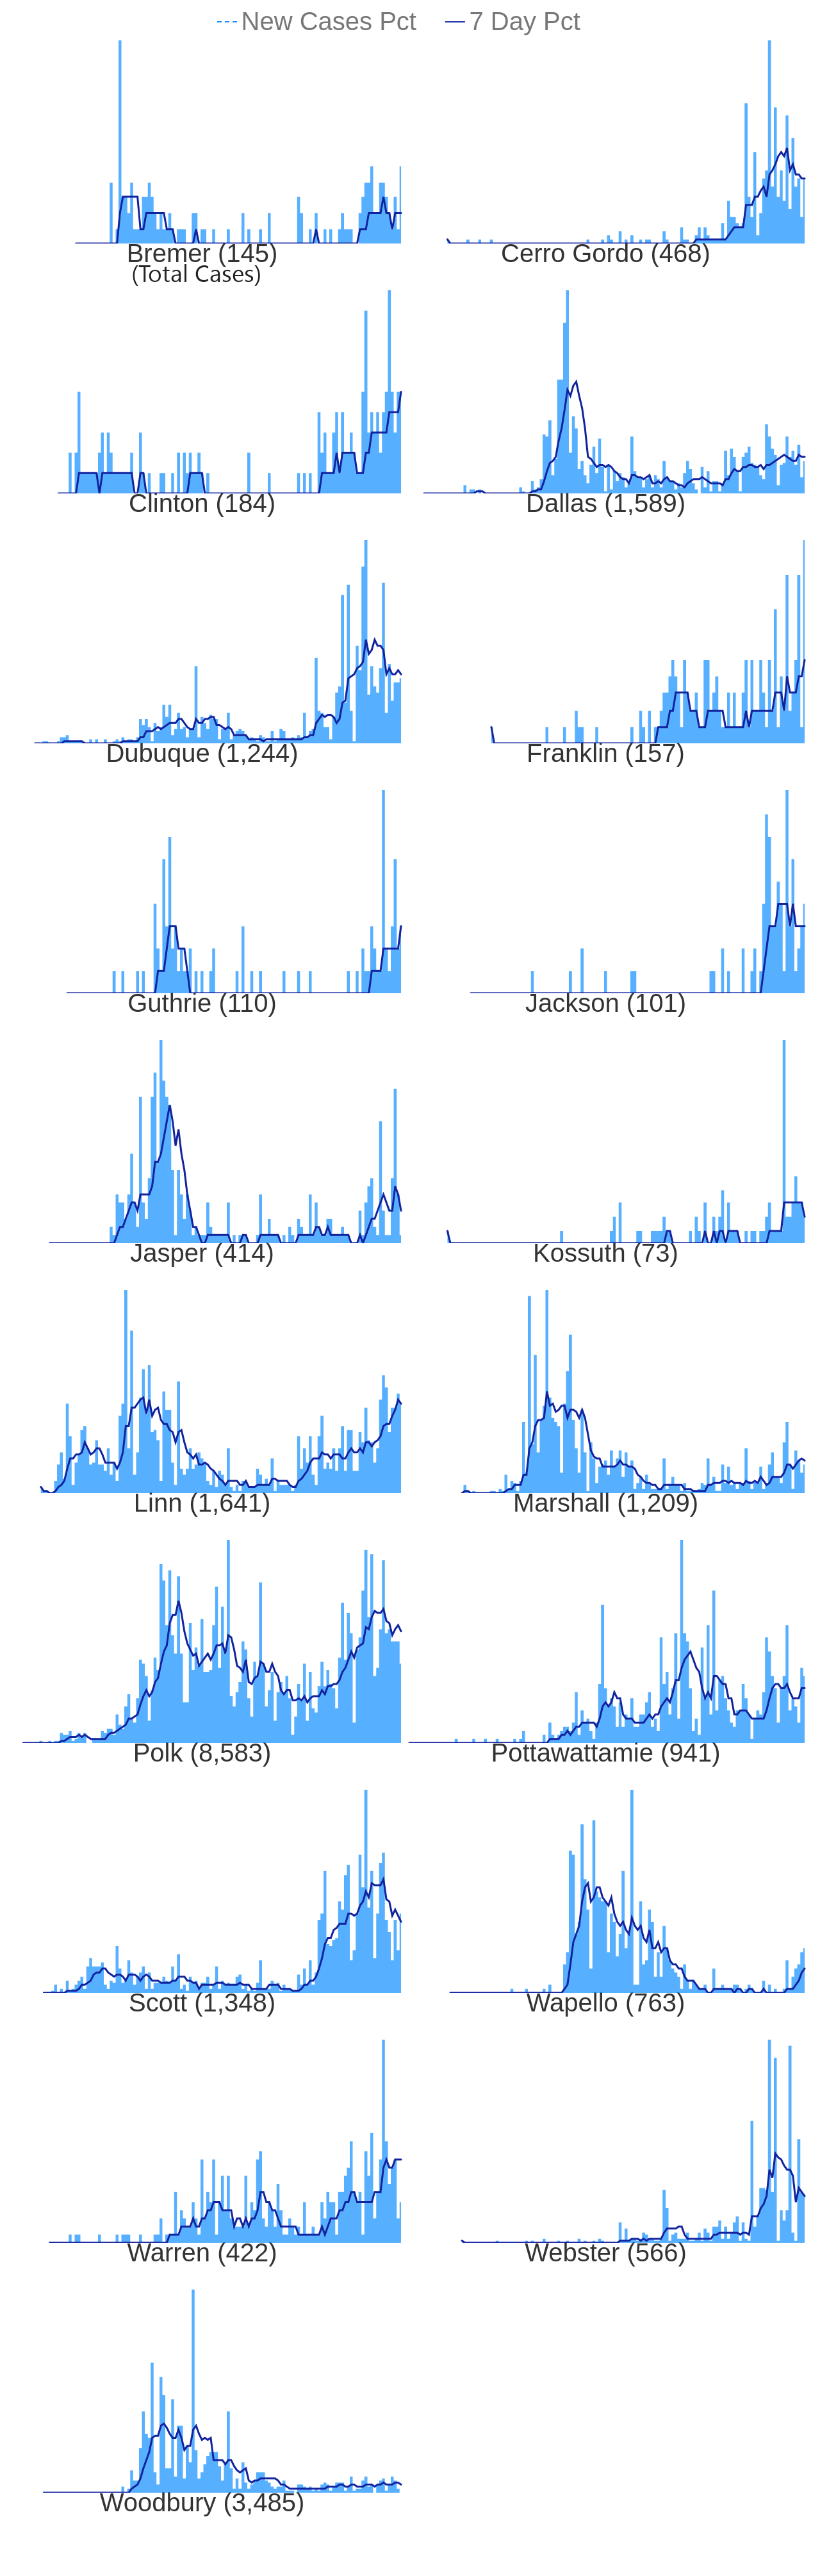 New Cases Pct 7 Day Pct
Bremer (145) Cerro Gordo (468)
(Total Cases)
Clinton (184) Dallas (1,589)
Dubuque (1,244) Franklin (157)
Guthrie (110) Jackson (101)
Jasper (414) Kossuth (73)
Linn (1,641) Marshall (1,209)
Polk (8,583) Pottawattamie (941)
Scott (1,348) Wapello (763)
Warren (422) Webster (566)
Woodbury (3,485)